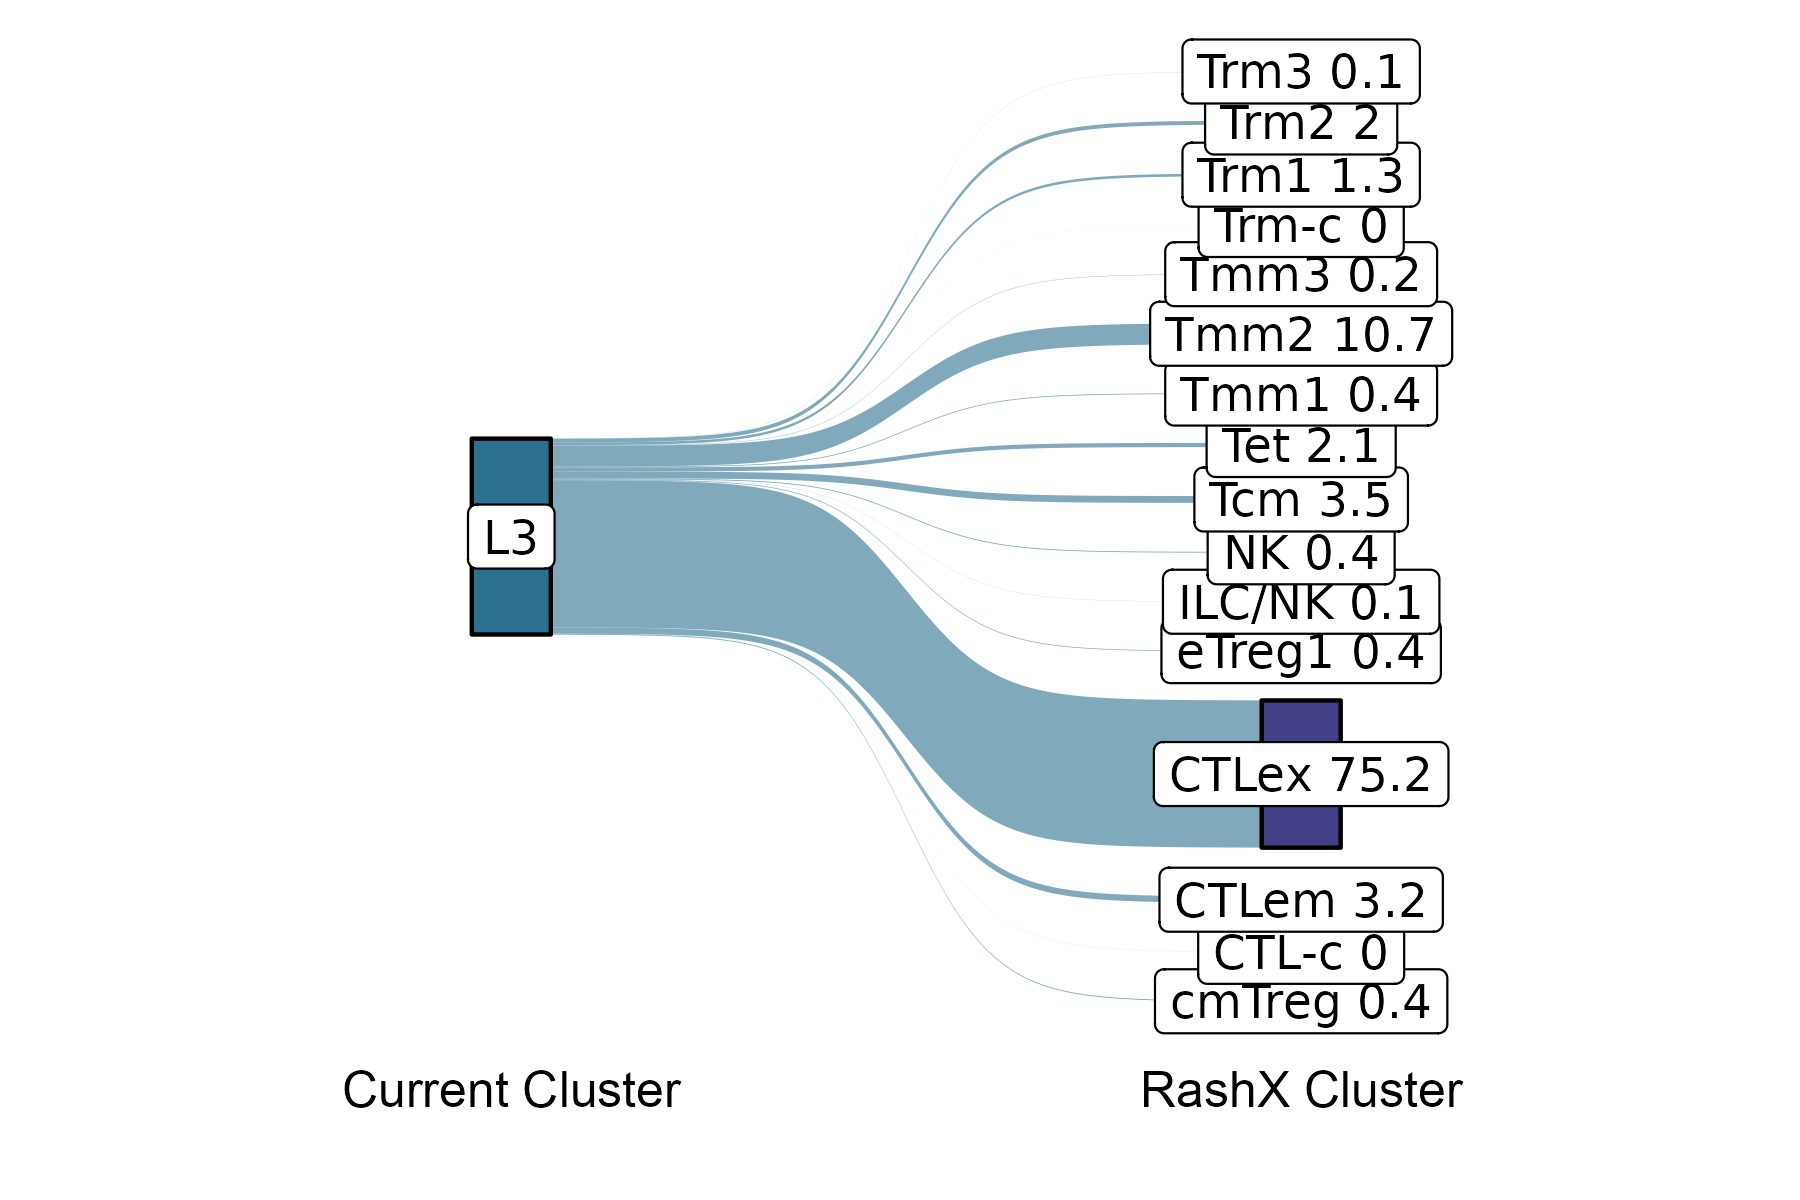 Trm3 0.1
Trm2 2
Trm1 1.3
Trm-c 0
Tmm3 0.2
Tmm2 10.7
Tmm1 0.4
Tet 2.1
Tcm 3.5
L3
NK 0.4
ILC/NK 0.1
eTreg1 0.4
CTLex 75.2
CTLem 3.2
CTL-c 0
cmTreg 0.4
Current Cluster
RashX Cluster